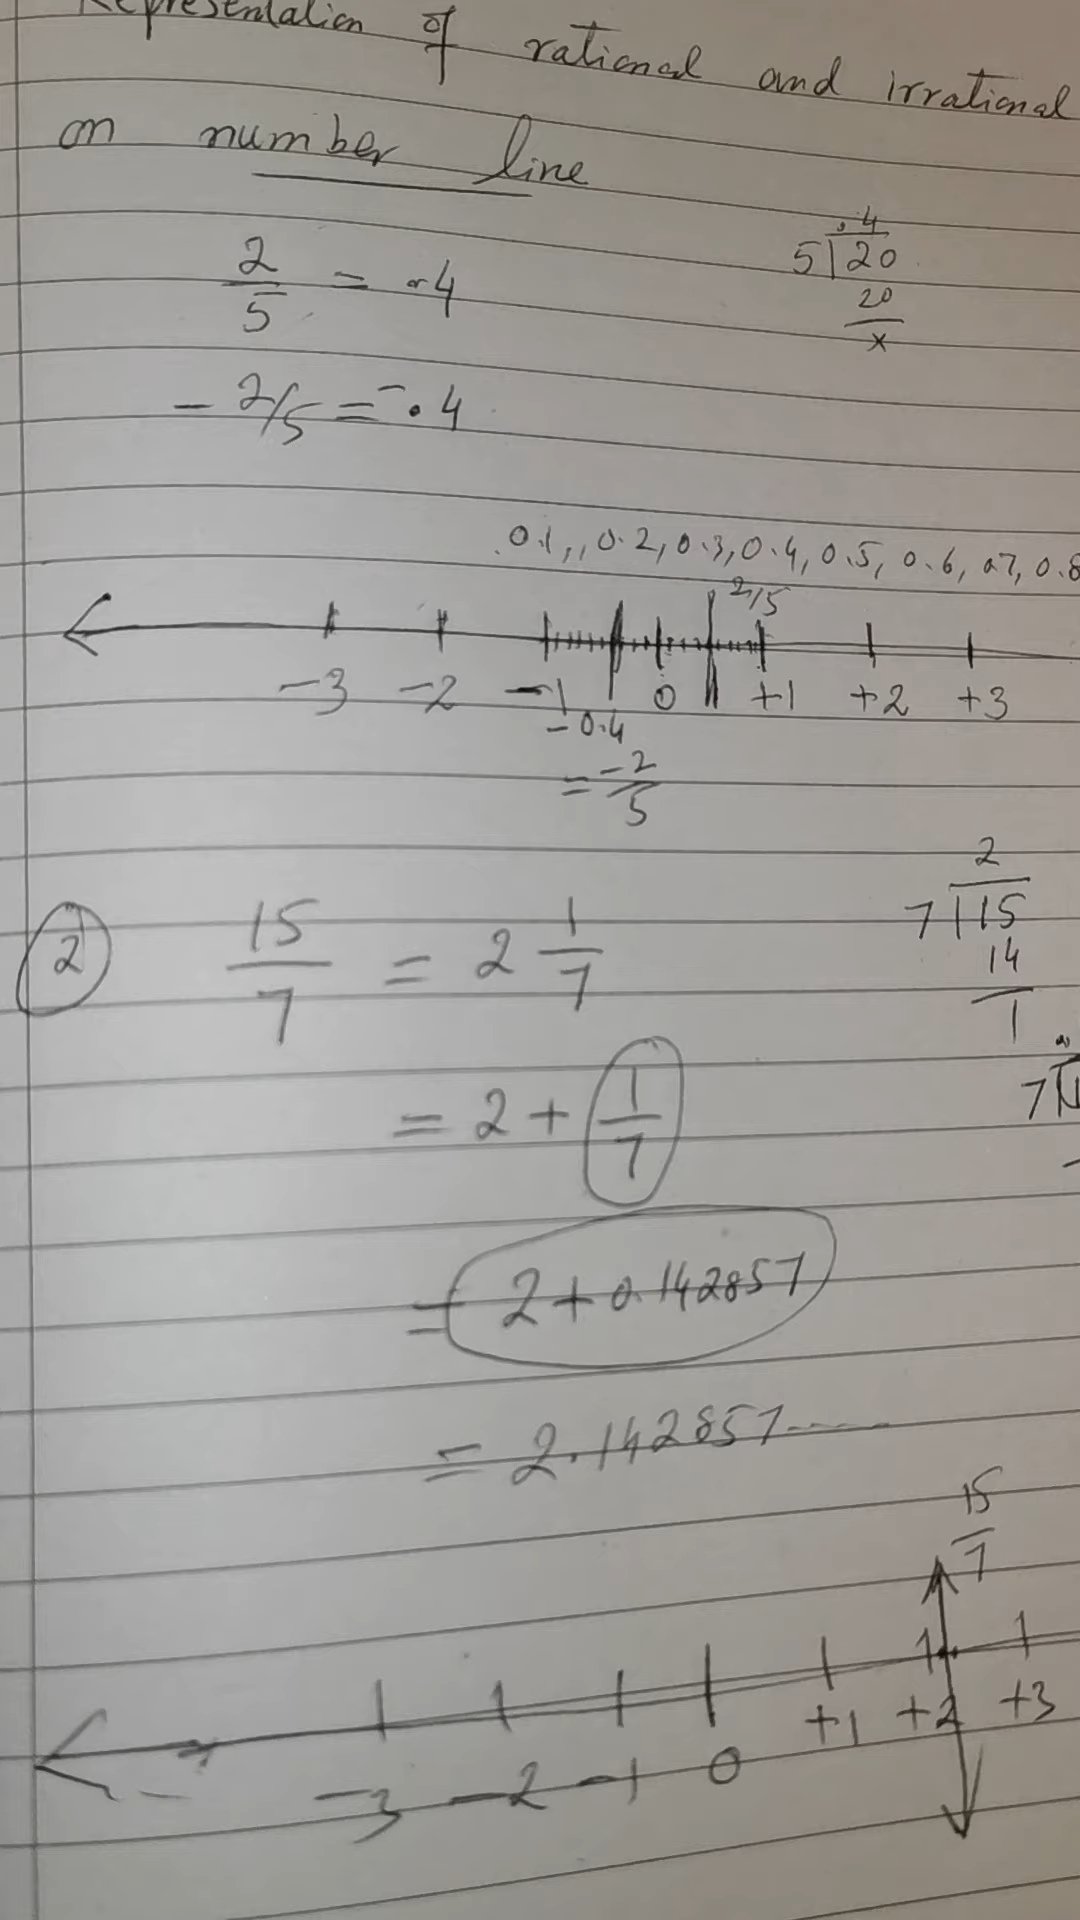 Representation of rational and irrational
on number line
2/5 = .4
.4
5 20
20
x
- 2/5 = -.4
0.1,, 0.2, 0.3, 0.4, 0.5, 0.6, 0.7, 0.8
2/5
-3 -2 -1 0 +1 +2 +3
-0.4
= -2/5
2
15/7 = 2 1/7
2
7 15
14
1
= 2 + 1/7
7
= 2 + 0.142857
= 2.142857-----
15/7
-3 -2 -1 0 +1 +2 +3